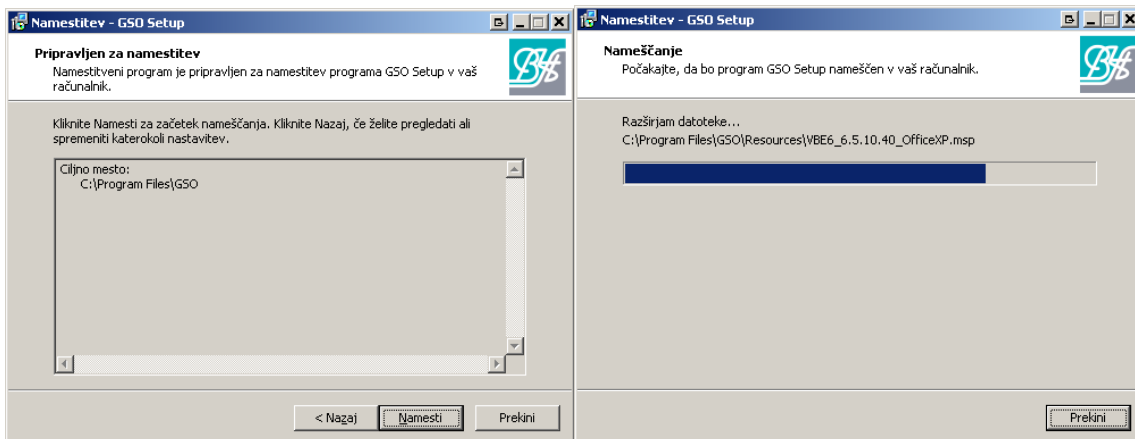 Namestitev - GSO Setup
Pripravljen za namestitev
Namestitveni program je pripravljen za namestitev programa GSO Setup v vaš
računalnik.
Kliknite Namesti za začetek nameščanja. Kliknite Nazaj, če želite pregledati ali
spremeniti katerokoli nastavitev.
Ciljno mesto:
C:\Program Files\GSO
< Nazaj
Namesti
Prekini
Namestitev - GSO Setup
Nameščanje
Počakajte, da bo program GSO Setup nameščen v vaš računalnik.
Razširjam datoteke...
C:\Program Files\GSO\Resources\VBE6_6.5.10.40_OfficeXP.msp
Prekini